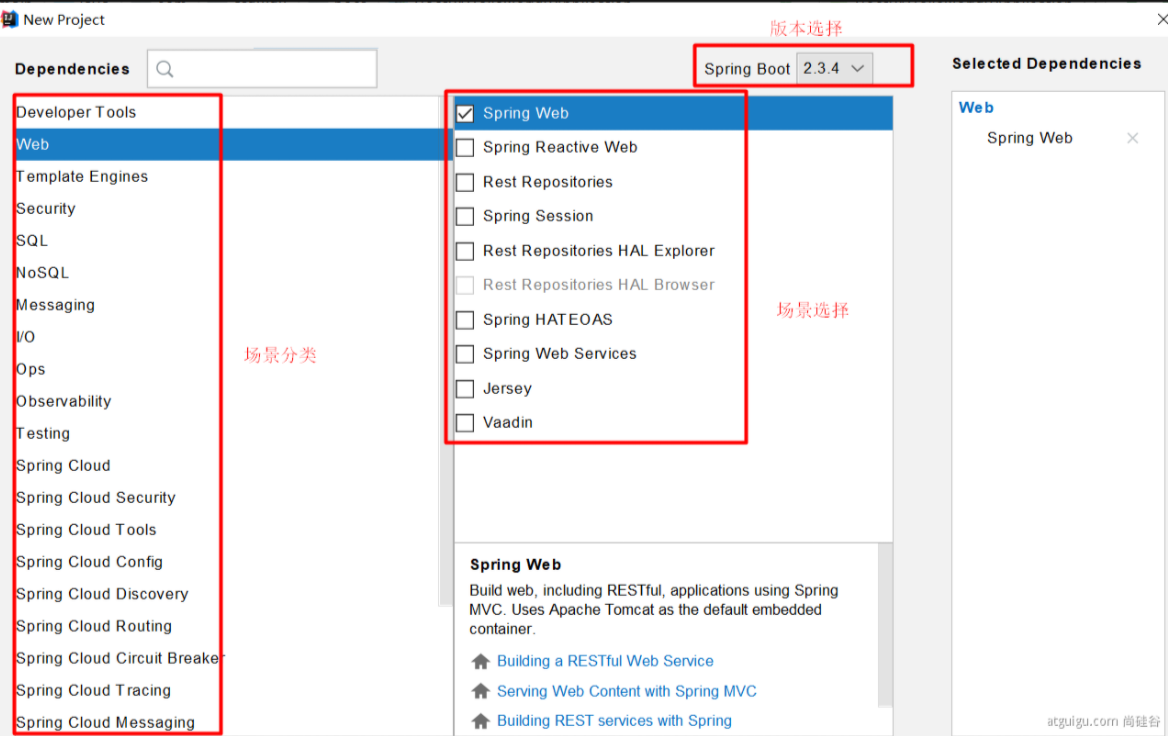 New Project
版本选择
Dependencies
Spring Boot 2.3.4
Selected Dependencies
Developer Tools
Web
Template Engines
Security
SQL
NoSQL
Messaging
I/O
Ops
Observability
Testing
Spring Cloud
Spring Cloud Security
Spring Cloud Tools
Spring Cloud Config
Spring Cloud Discovery
Spring Cloud Routing
Spring Cloud Circuit Breaker
Spring Cloud Tracing
Spring Cloud Messaging
场景分类
Spring Web
Spring Reactive Web
Rest Repositories
Spring Session
Rest Repositories HAL Explorer
Rest Repositories HAL Browser
Spring HATEOAS
Spring Web Services
Jersey
Vaadin
场景选择
Spring Web
Build web, including RESTful, applications using Spring
MVC. Uses Apache Tomcat as the default embedded
container.
Building a RESTful Web Service
Serving Web Content with Spring MVC
Building REST services with Spring
Web
Spring Web
atguigu.com 尚硅谷